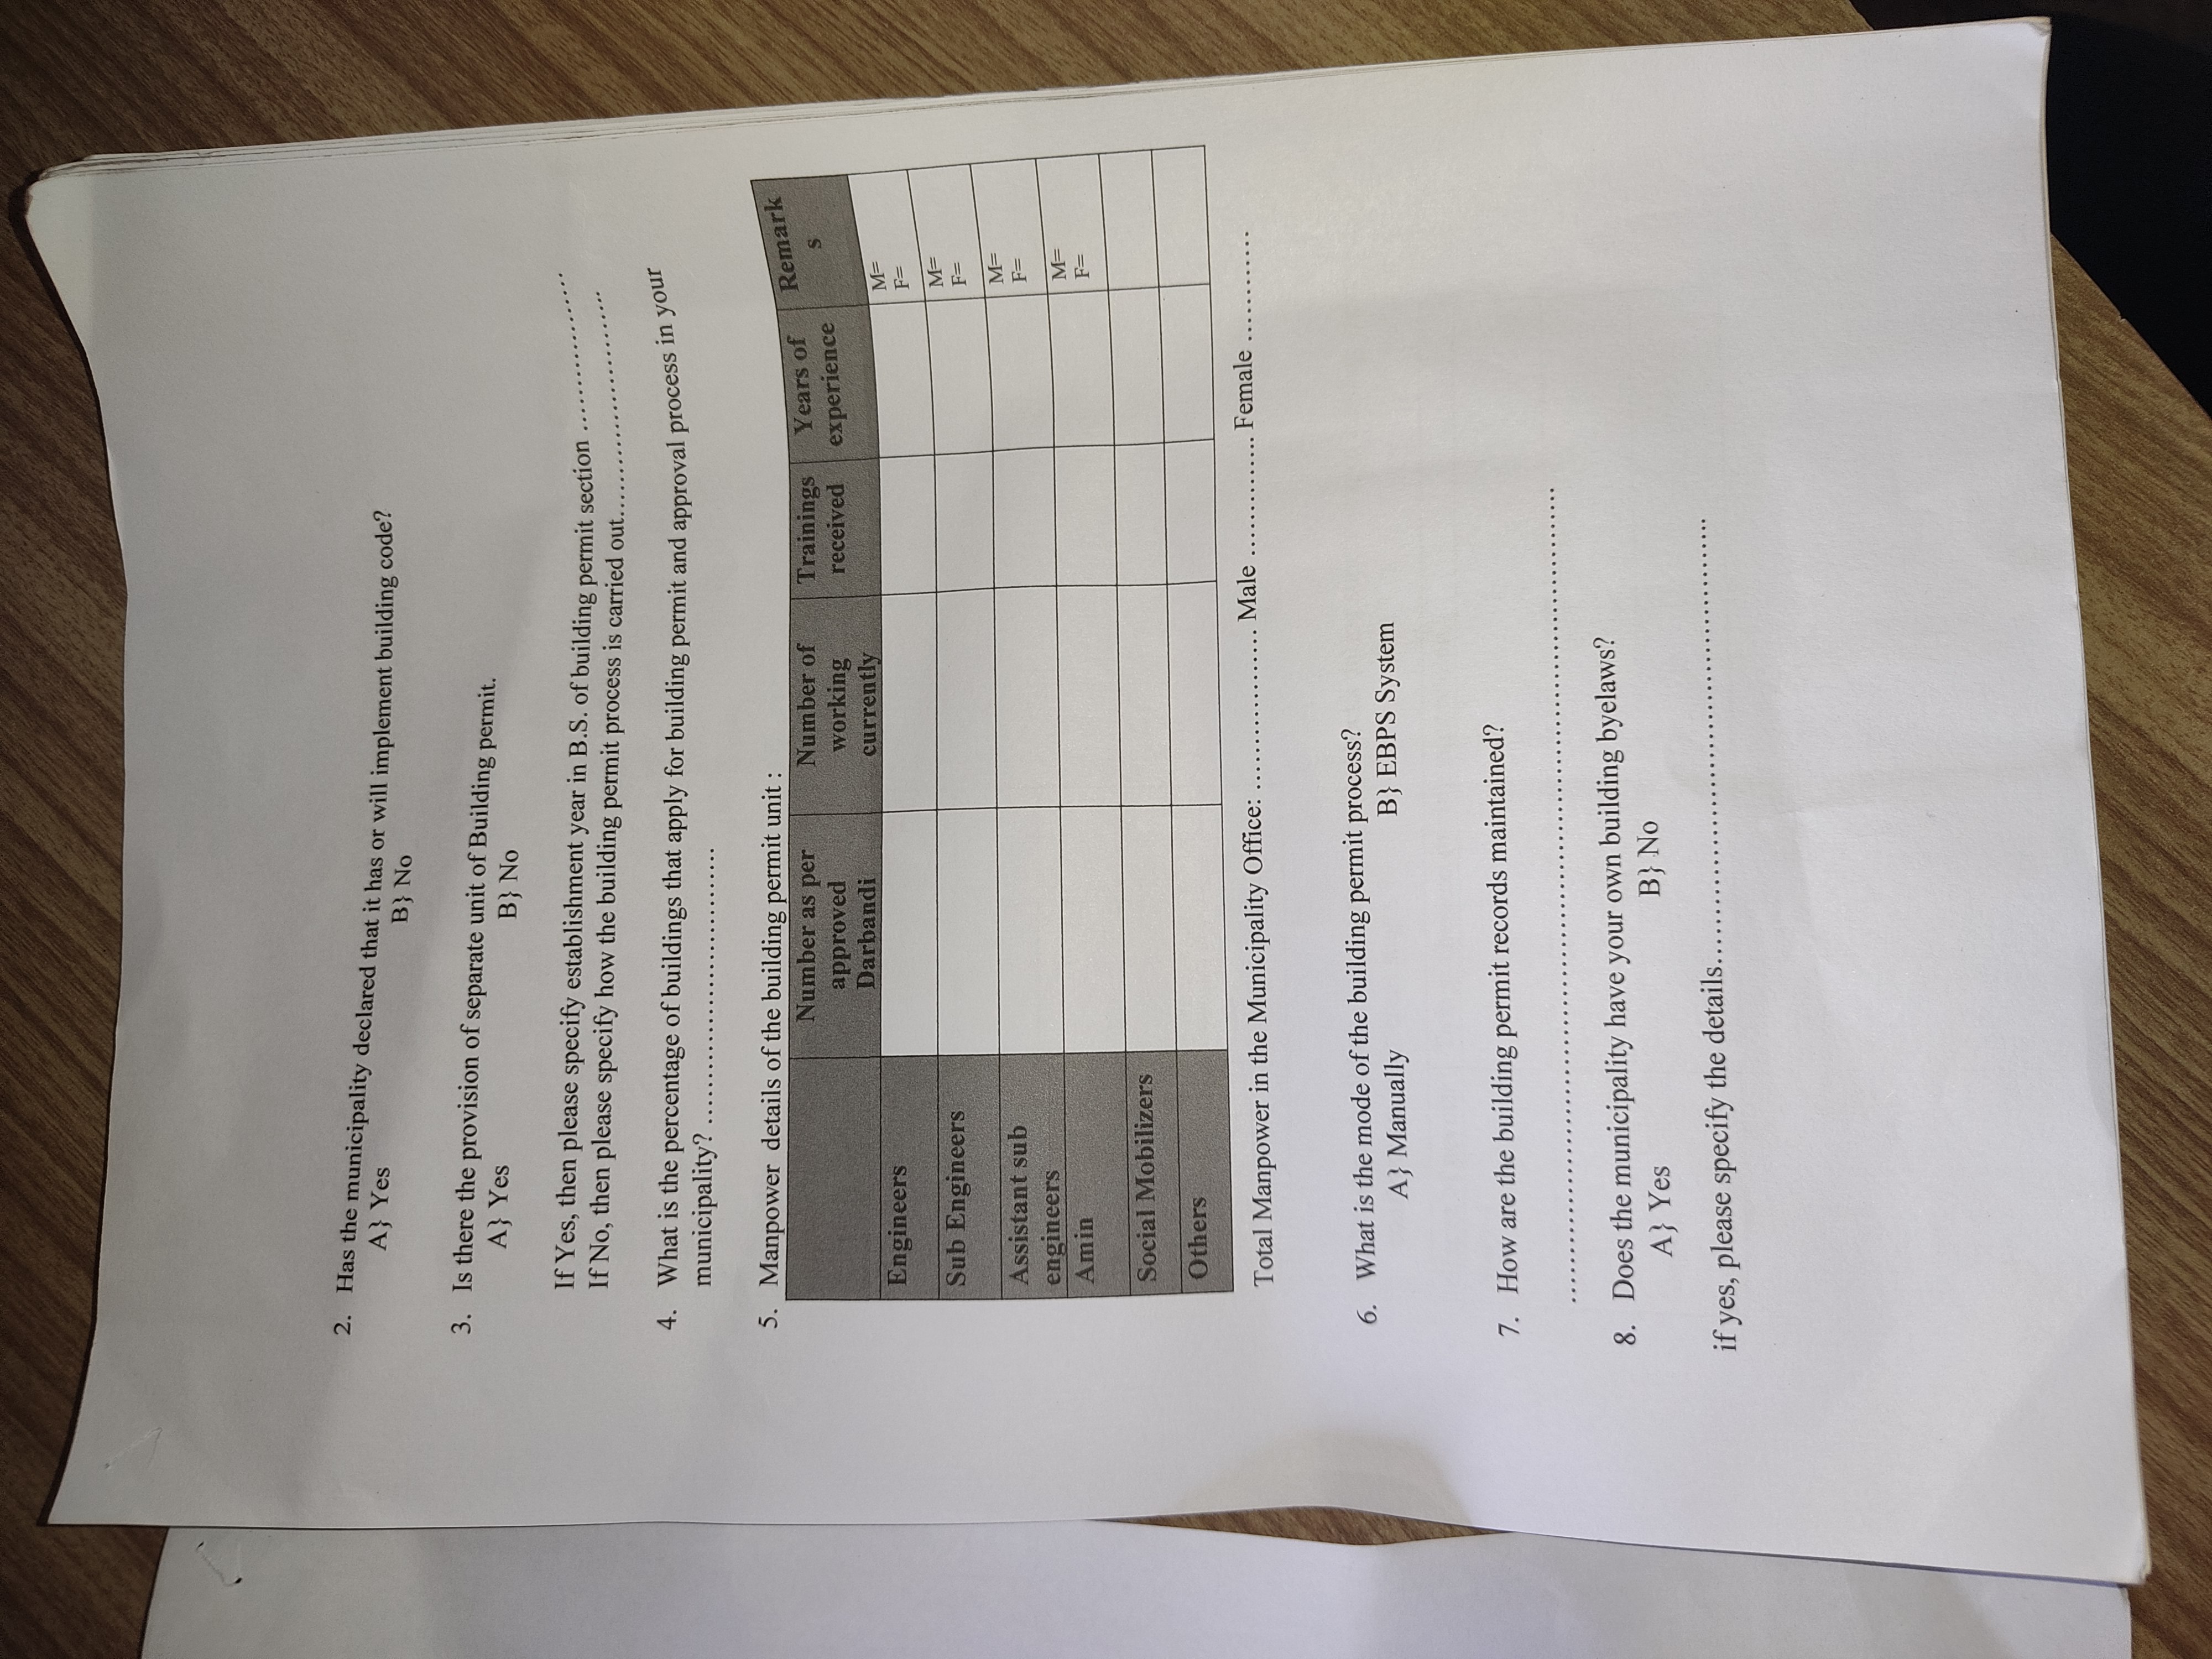 2. Has the municipality declared that it has or will implement building code?
A} Yes B} No
3. Is there the provision of separate unit of Building permit.
A} Yes B} No
If Yes, then please specify establishment year in B.S. of building permit section ..................
If No, then please specify how the building permit process is carried out.........................
4. What is the percentage of buildings that apply for building permit and approval process in your
municipality? ..............................
5. Manpower details of the building permit unit :
Number as per approved Darbandi Number of working currently Trainings received Years of experience Remark s
Engineers M= F=
Sub Engineers M= F=
Assistant sub engineers M= F=
Amin M= F=
Social Mobilizers
Others
Total Manpower in the Municipality Office: .................. Male ............. Female ............
6. What is the mode of the building permit process?
A} Manually B} EBPS System
7. How are the building permit records maintained?
....................................................................................
8. Does the municipality have your own building byelaws?
A} Yes B} No
if yes, please specify the details..............................................